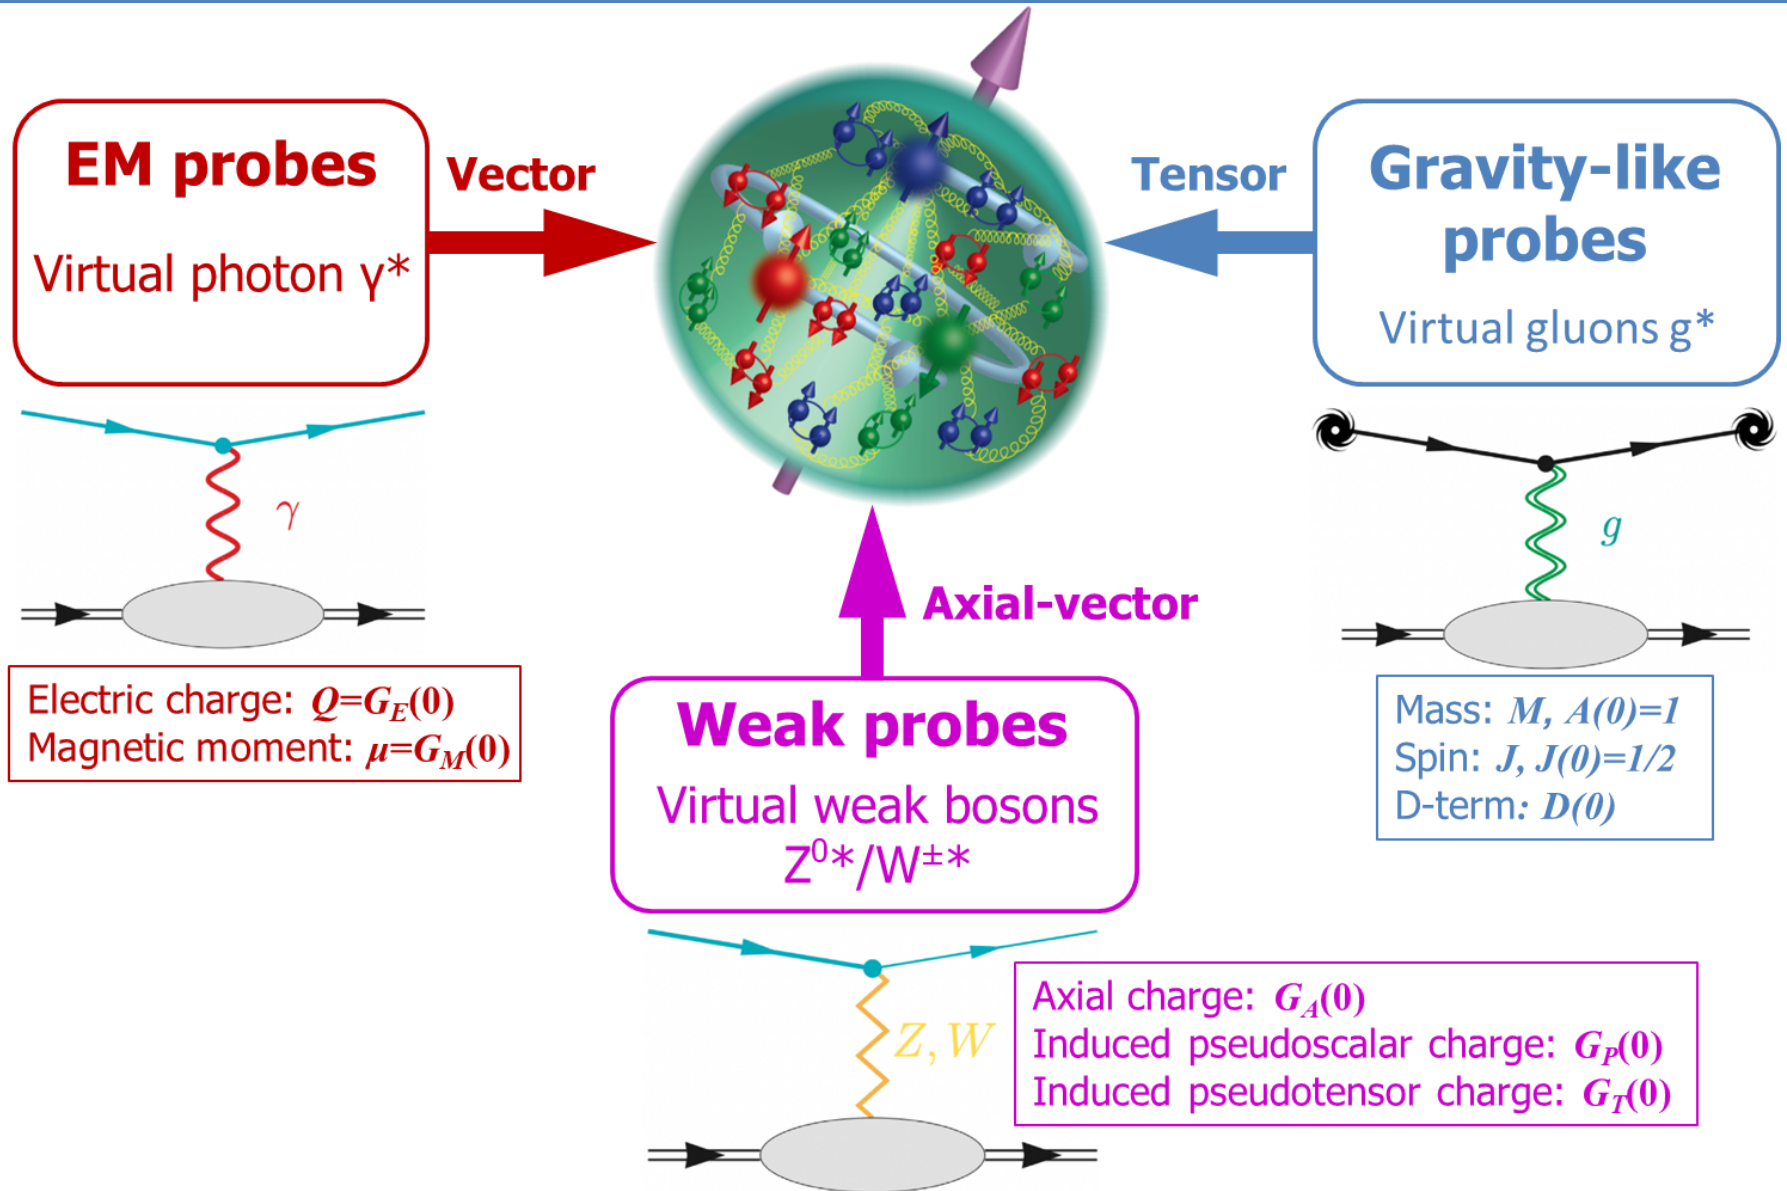 EM probes
Virtual photon γ*
Vector
Tensor
Gravity-like
probes
Virtual gluons g*
γ
g
Electric charge: Q=G_E(0)
Magnetic moment: μ=G_M(0)
Axial-vector
Weak probes
Virtual weak bosons
Z⁰*/W±*
Mass: M, A(0)=1
Spin: J, J(0)=1/2
D-term: D(0)
Z, W
Axial charge: G_A(0)
Induced pseudoscalar charge: G_P(0)
Induced pseudotensor charge: G_T(0)